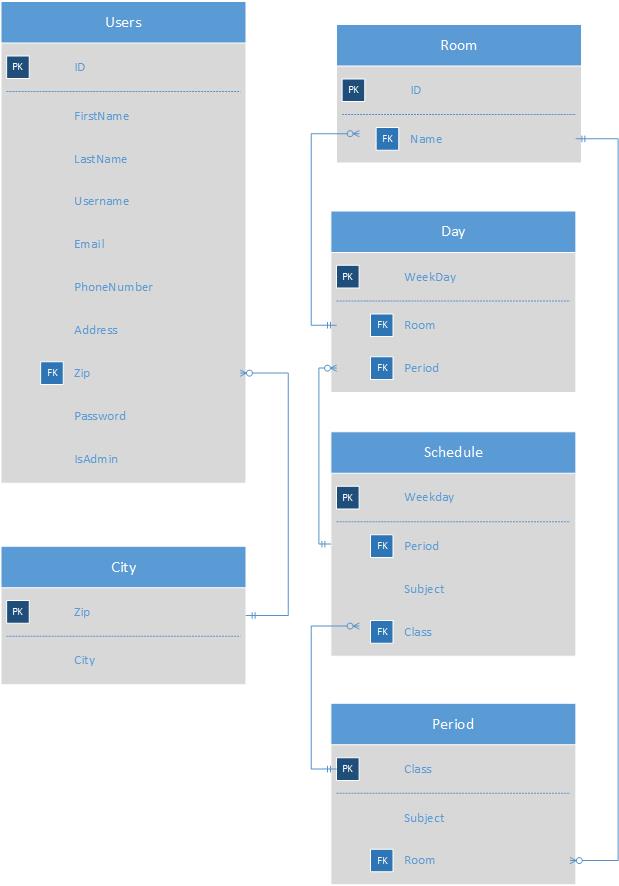 Users
PK ID
FirstName
LastName
Username
Email
PhoneNumber
Address
FK Zip
Password
IsAdmin
City
PK Zip
City
Room
PK ID
FK Name
Day
PK WeekDay
FK Room
FK Period
Schedule
PK Weekday
FK Period
Subject
FK Class
Period
PK Class
Subject
FK Room